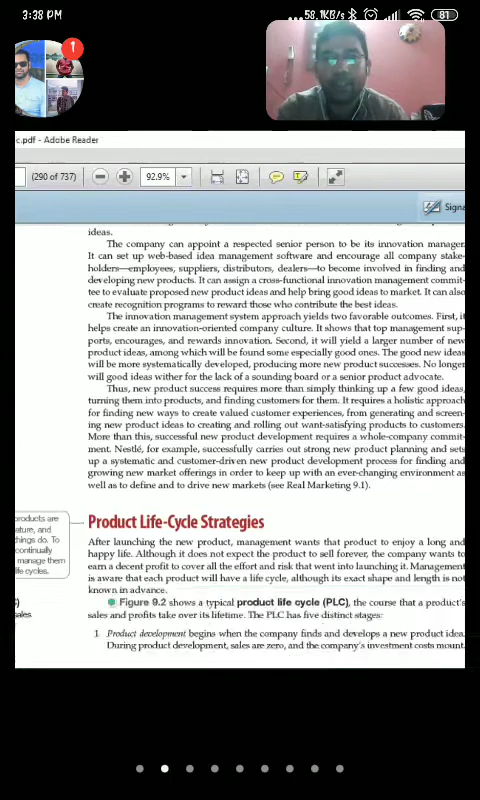 3:38 PM
...58.1KB/s 81
1
c.pdf - Adobe Reader
(290 of 737) 92.9%
Signa
ideas.
The company can appoint a respected senior person to be its innovation manager.
It can set up web-based idea management software and encourage all company stake-
holders—employees, suppliers, distributors, dealers—to become involved in finding and
developing new products. It can assign a cross-functional innovation management commit-
tee to evaluate proposed new product ideas and help bring good ideas to market. It can also
create recognition programs to reward those who contribute the best ideas.
The innovation management system approach yields two favorable outcomes. First, it
helps create an innovation-oriented company culture. It shows that top management sup-
ports, encourages, and rewards innovation. Second, it will yield a larger number of new
product ideas, among which will be found some especially good ones. The good new ideas
will be more systematically developed, producing more new product successes. No longer
will good ideas wither for the lack of a sounding board or a senior product advocate.
Thus, new product success requires more than simply thinking up a few good ideas,
turning them into products, and finding customers for them. It requires a holistic approach
for finding new ways to create valued customer experiences, from generating and screen-
ing new product ideas to creating and rolling out want-satisfying products to customers.
More than this, successful new product development requires a whole-company commit-
ment. Nestlé, for example, successfully carries out strong new product planning and sets
up a systematic and customer-driven new product development process for finding and
growing new market offerings in order to keep up with an ever-changing environment as
well as to define and to drive new markets (see Real Marketing 9.1).
products are
ature, and
things do. To
continually
manage them
life cycles.
Product Life-Cycle Strategies
After launching the new product, management wants that product to enjoy a long and
happy life. Although it does not expect the product to sell forever, the company wants to
earn a decent profit to cover all the effort and risk that went into launching it. Management
is aware that each product will have a life cycle, although its exact shape and length is not
known in advance.
Figure 9.2 shows a typical product life cycle (PLC), the course that a product's
sales and profits take over its lifetime. The PLC has five distinct stages:
sales
1 Product development begins when the company finds and develops a new product idea.
During product development, sales are zero, and the company's investment costs mount.